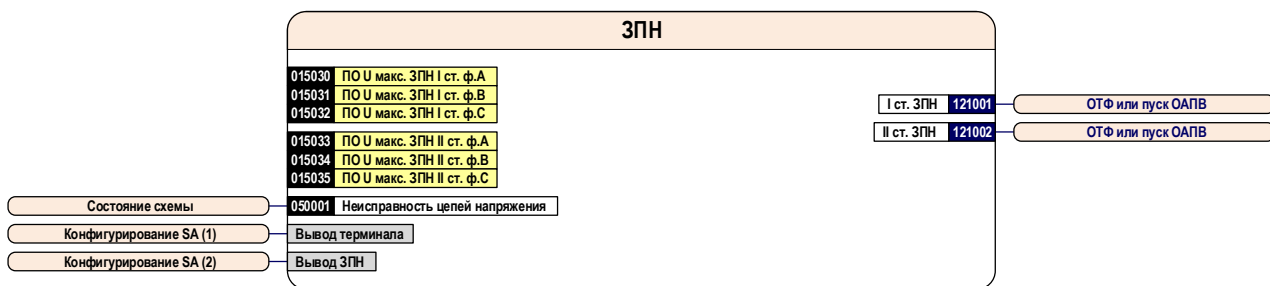 ЗПН
015030 ПО U макс. ЗПН I ст. ф.А
015031 ПО U макс. ЗПН I ст. ф.В
015032 ПО U макс. ЗПН I ст. ф.С
I ст. ЗПН 121001 ОТФ или пуск ОАПВ
II ст. ЗПН 121002 ОТФ или пуск ОАПВ
015033 ПО U макс. ЗПН II ст. ф.А
015034 ПО U макс. ЗПН II ст. ф.В
015035 ПО U макс. ЗПН II ст. ф.С
Состояние схемы 050001 Неисправность цепей напряжения
Конфигурирование SA (1) Вывод терминала
Конфигурирование SA (2) Вывод ЗПН